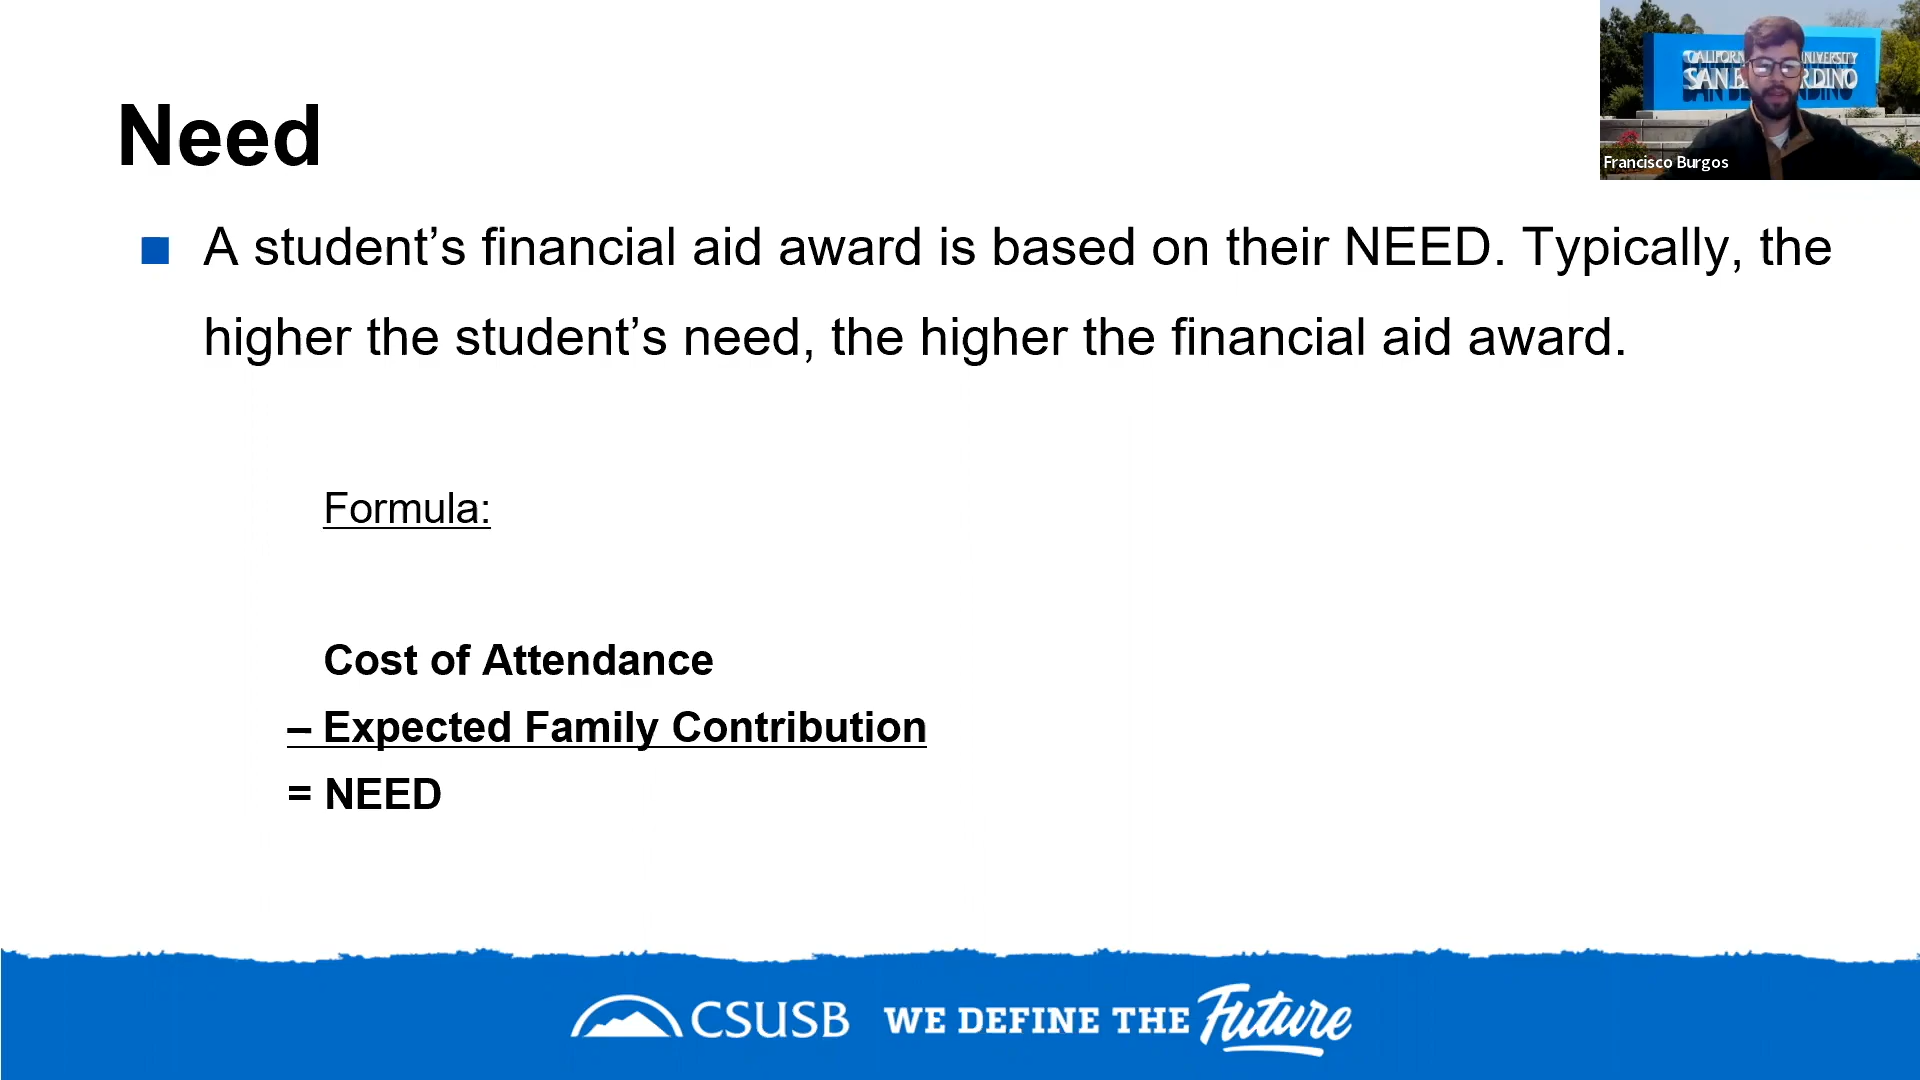 Need
A student’s financial aid award is based on their NEED. Typically, the
higher the student’s need, the higher the financial aid award.
Formula:
Cost of Attendance
– Expected Family Contribution
= NEED
Francisco Burgos
CSUSB WE DEFINE THE Future